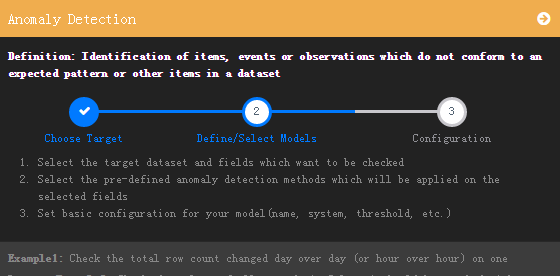 Anomaly Detection
Definition: Identification of items, events or observations which do not conform to an
expected pattern or other items in a dataset
2
3
Choose Target
Define/Select Models
Configuration
1. Select the target dataset and fields which want to be checked
2. Select the pre-defined anomaly detection methods which will be applied on the
selected fields
3. Set basic configuration for your model(name, system, threshold, etc.)
Example1: Check the total row count changed day over day (or hour over hour) on one